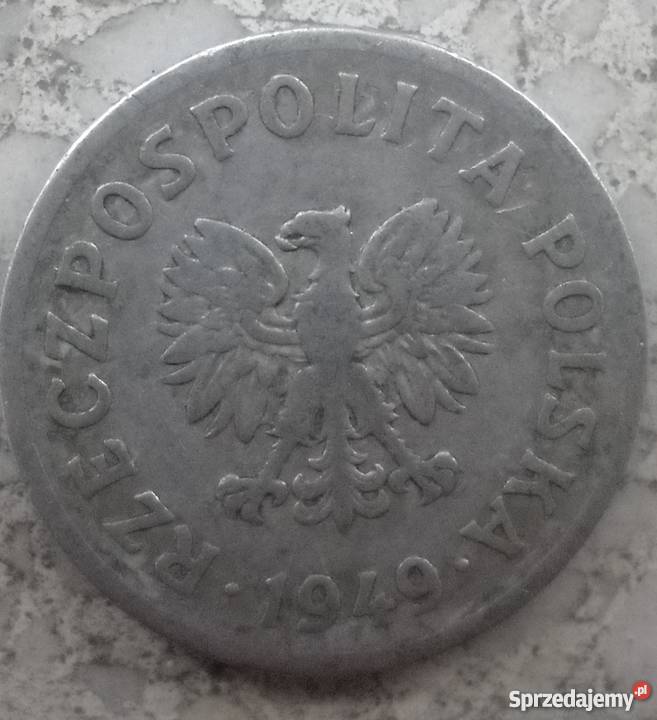 RZECZPOSPOLITA POLSKA
· 1949 ·
Sprzedajemy.pl